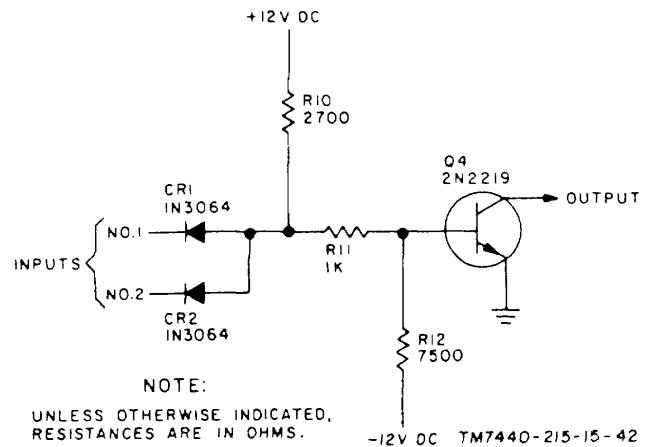 +12V DC
R10
2700
Q4
2N2219
OUTPUT
CR1
1N3064
NO.1
INPUTS
R11
1K
NO.2
CR2
1N3064
R12
7500
NOTE:
UNLESS OTHERWISE INDICATED,
RESISTANCES ARE IN OHMS.
-12V DC
TM7440-215-15-42